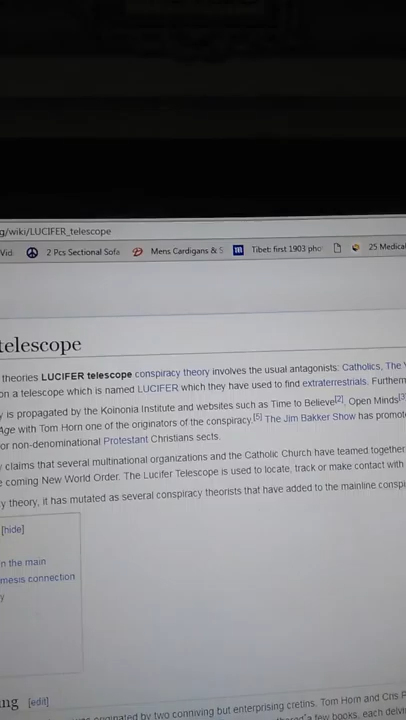 g/wiki/LUCIFER_telescope
Vid
2 Pcs Sectional Sofa
Mens Cardigans & S
m
Tibet: first 1903 pho
25 Medical
telescope
theories LUCIFER telescope conspiracy theory involves the usual antagonists: Catholics, The V
on a telescope which is named LUCIFER which they have used to find extraterrestrials. Furtherm
y is propagated by the Koinonia Institute and websites such as Time to Believe[2], Open Minds[3]
Age with Tom Horn one of the originators of the conspiracy.[5] The Jim Bakker Show has promot
or non-denominational Protestant Christians sects.
y claims that several multinational organizations and the Catholic Church have teamed together
e coming New World Order. The Lucifer Telescope is used to locate, track or make contact with
cy theory, it has mutated as several conspiracy theorists that have added to the mainline conspi
[hide]
n the main
mesis connection
y
ng [edit]
originated by two conniving but enterprising cretins. Tom Horn and Cris P
a few books, each delvi